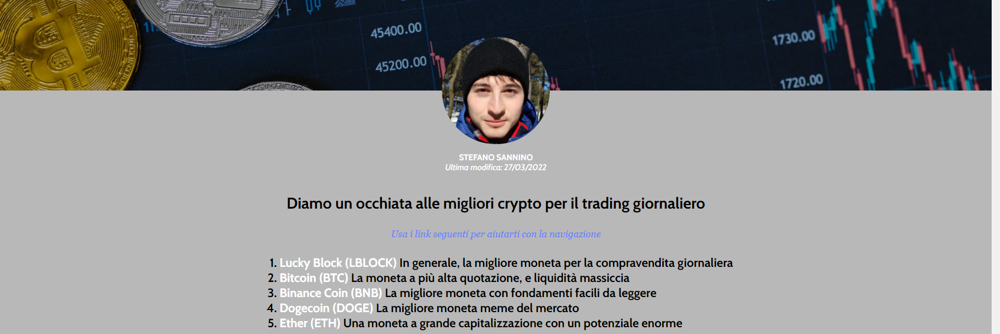 45400.00
1730.00
45200.00
1720.00
STEFANO SANNINO
Ultima modifica: 27/03/2022
Diamo un occhiata alle migliori crypto per il trading giornaliero
Usa i link seguenti per aiutarti con la navigazione
1. Lucky Block (LBLOCK) In generale, la migliore moneta per la compravendita giornaliera
2. Bitcoin (BTC) La moneta a più alta quotazione, e liquidità massiccia
3. Binance Coin (BNB) La migliore moneta con fondamenti facili da leggere
4. Dogecoin (DOGE) La migliore moneta meme del mercato
5. Ether (ETH) Una moneta a grande capitalizzazione con un potenziale enorme